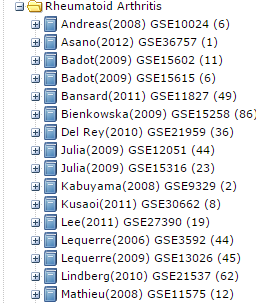 Rheumatoid Arthritis
Andreas(2008) GSE10024 (6)
Asano(2012) GSE36757 (1)
Badot(2009) GSE15602 (11)
Badot(2009) GSE15615 (6)
Bansard(2011) GSE11827 (49)
Bienkowska(2009) GSE15258 (86)
Del Rey(2010) GSE21959 (36)
Julia(2009) GSE12051 (44)
Julia(2009) GSE15316 (23)
Kabuyama(2008) GSE9329 (2)
Kusaoi(2011) GSE30662 (8)
Lee(2011) GSE27390 (19)
Lequerre(2006) GSE3592 (44)
Lequerre(2009) GSE13026 (45)
Lindberg(2010) GSE21537 (62)
Mathieu(2008) GSE11575 (12)